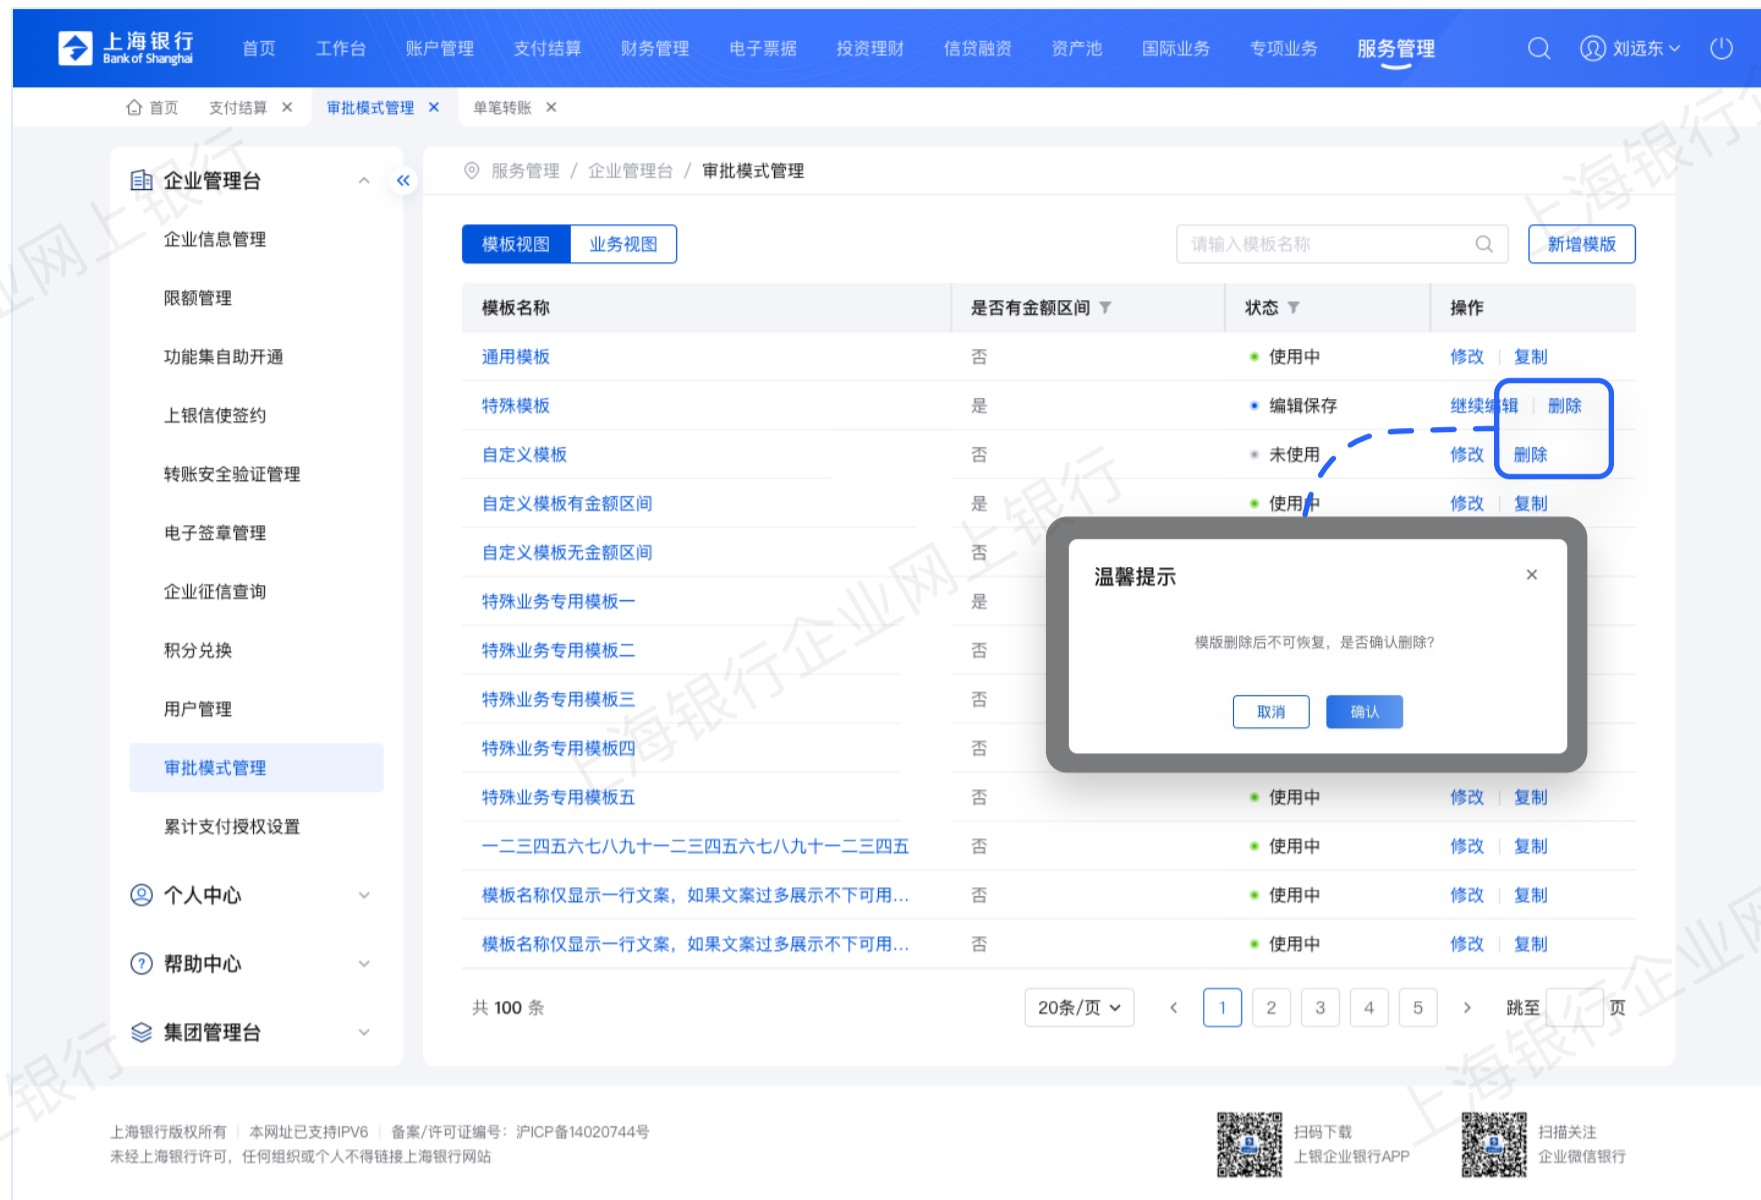 上海银行
Bank of Shanghai
首页 工作台 账户管理 支付结算 财务管理 电子票据 投资理财 信贷融资 资产池 国际业务 专项业务 服务管理 刘远东
首页 支付结算 审批模式管理 单笔转账
企业管理台
企业信息管理
限额管理
功能集自助开通
上银信使签约
转账安全验证管理
电子签章管理
企业征信查询
积分兑换
用户管理
审批模式管理
累计支付授权设置
个人中心
帮助中心
集团管理台
服务管理 / 企业管理台 / 审批模式管理
模板视图 业务视图 请输入模板名称 新增模版
模板名称 是否有金额区间 状态 操作
通用模板 否 使用中 修改 复制
特殊模板 是 编辑保存 继续编辑 删除
自定义模板 否 未使用 修改 删除
自定义模板有金额区间 是 使用中 修改 复制
自定义模板无金额区间 否
特殊业务专用模板一 是
特殊业务专用模板二 否
特殊业务专用模板三 否
特殊业务专用模板四 否
特殊业务专用模板五 否 使用中 修改 复制
一二三四五六七八九十一二三四五六七八九十一二三四五 否 使用中 修改 复制
模板名称仅显示一行文案，如果文案过多展示不下可用... 否 使用中 修改 复制
模板名称仅显示一行文案，如果文案过多展示不下可用... 否 使用中 修改 复制
温馨提示
模版删除后不可恢复，是否确认删除?
取消 确认
共 100 条 20条/页 1 2 3 4 5 跳至 页
上海银行版权所有 本网址已支持IPV6 备案/许可证编号：沪ICP备14020744号
未经上海银行许可，任何组织或个人不得链接上海银行网站
扫码下载
上银企业银行APP
扫描关注
企业微信银行
上海银行企业网上银行